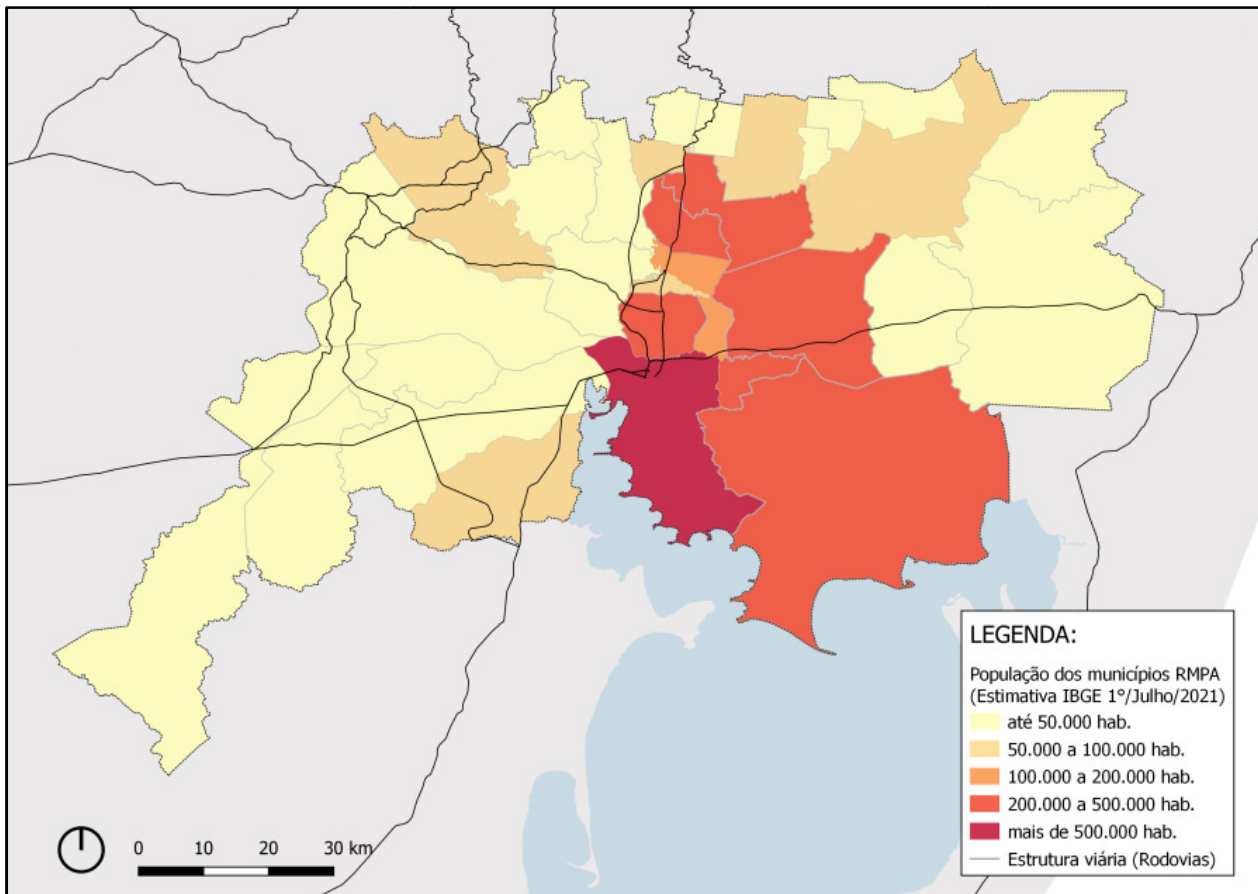 LEGENDA:
População dos municípios RMPA
(Estimativa IBGE 1°/Julho/2021)
até 50.000 hab.
50.000 a 100.000 hab.
100.000 a 200.000 hab.
200.000 a 500.000 hab.
mais de 500.000 hab.
Estrutura viária (Rodovias)
0 10 20 30 km